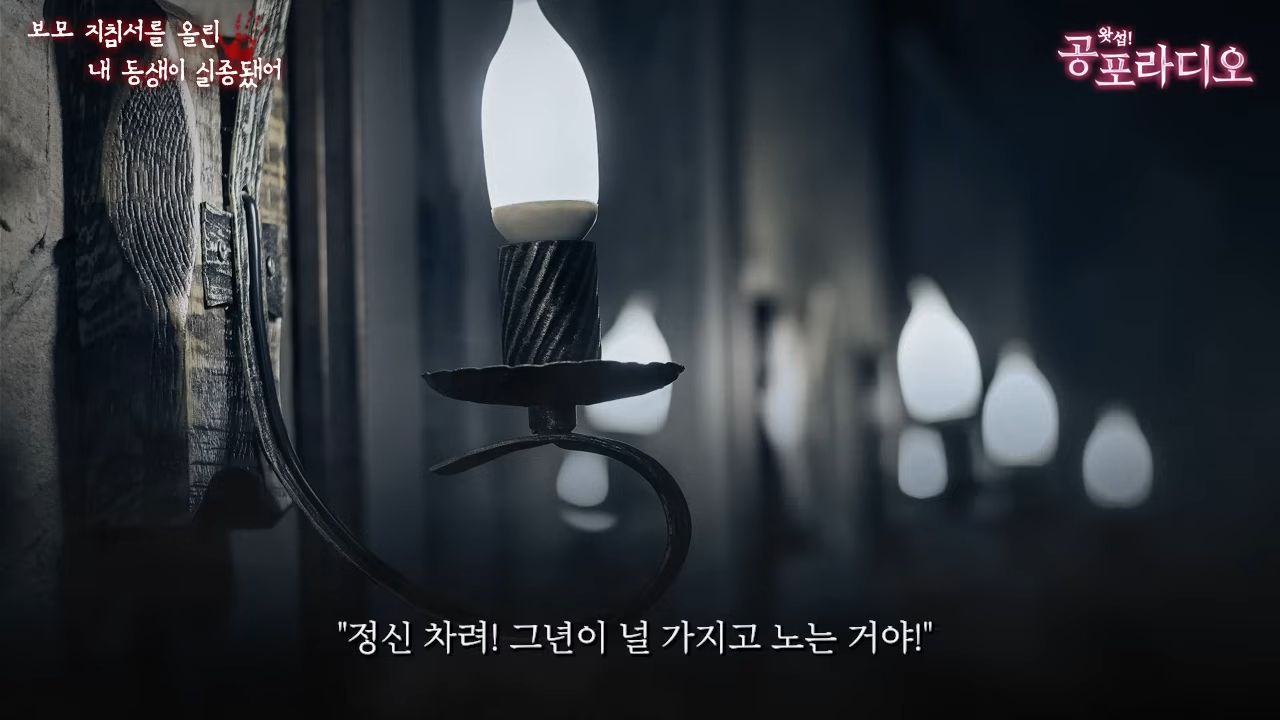 보모 지침서를 올린
내 동생이 실종됐어
왓섭!
공포라디오
"정신 차려! 그년이 널 가지고 노는 거야!"